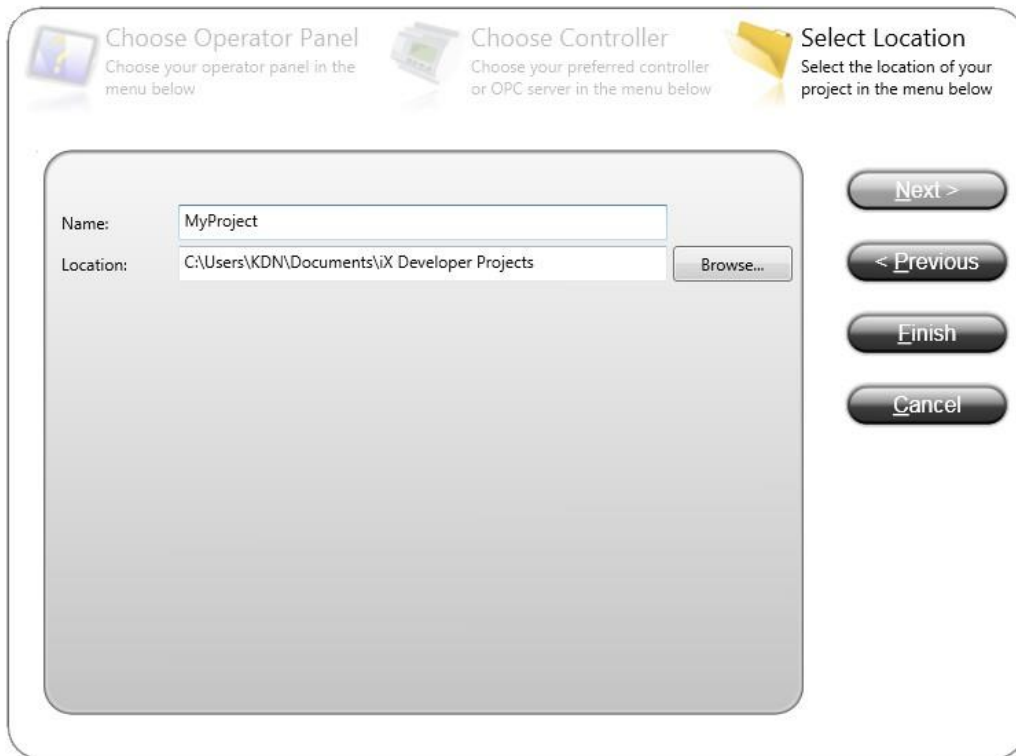 Choose Operator Panel
Choose your operator panel in the
menu below
Choose Controller
Choose your preferred controller
or OPC server in the menu below
Select Location
Select the location of your
project in the menu below
Name:
MyProject
Location:
C:\Users\KDN\Documents\iX Developer Projects
Browse...
Next >
< Previous
Finish
Cancel